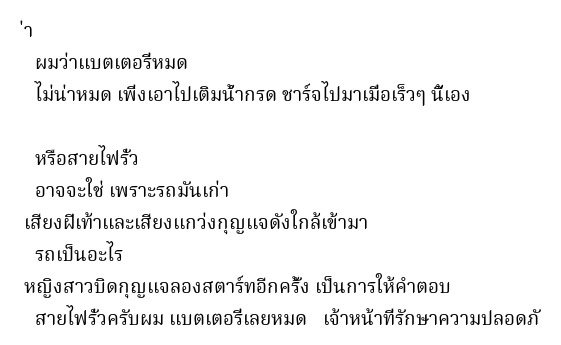 ่า
ผมว่าแบตเตอรี่หมด
ไม่น่าหมด เพิ่งเอาไปเติมน้ำกรด ชาร์จไปมาเมื่อเร็วๆ นี้เอง
หรือสายไฟรั่ว
อาจจะใช่ เพราะรถมันเก่า
เสียงฝีเท้าและเสียงแกว่งกุญแจดังใกล้เข้ามา
รถเป็นอะไร
หญิงสาวบิดกุญแจลองสตาร์ทอีกครั้ง เป็นการให้คำตอบ
สายไฟรั่วครับผม แบตเตอรี่เลยหมด เจ้าหน้าที่รักษาความปลอดภั